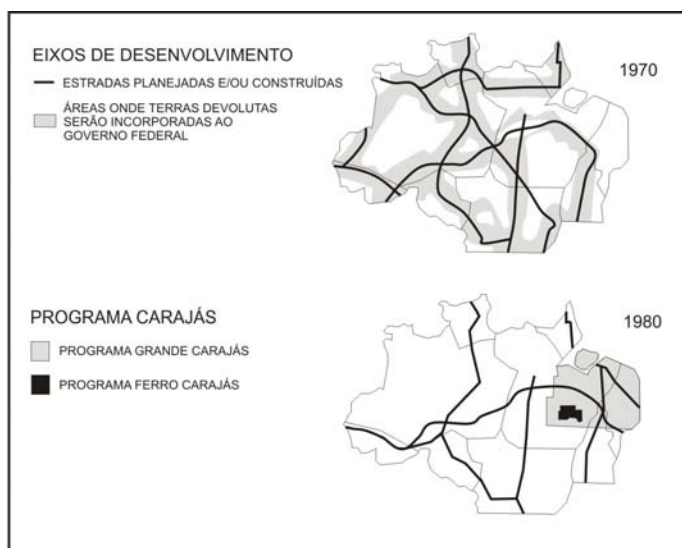 EIXOS DE DESENVOLVIMENTO
ESTRADAS PLANEJADAS E/OU CONSTRUÍDAS
ÁREAS ONDE TERRAS DEVOLUTAS
SERÃO INCORPORADAS AO
GOVERNO FEDERAL
1970
PROGRAMA CARAJÁS
PROGRAMA GRANDE CARAJÁS
PROGRAMA FERRO CARAJÁS
1980